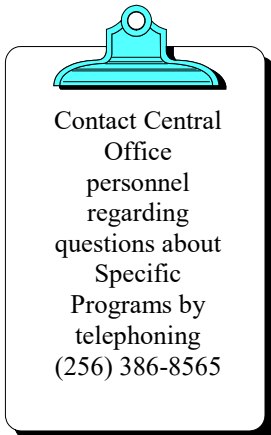 Contact Central
Office
personnel
regarding
questions about
Specific
Programs by
telephoning
(256) 386-8565